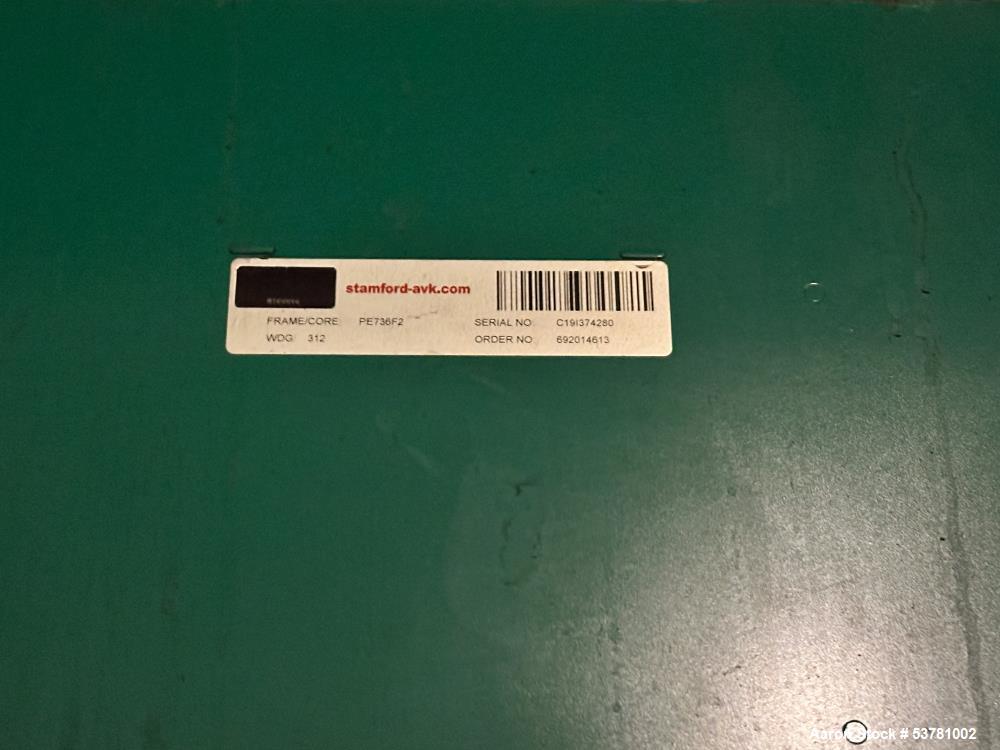 stamford-avk.com
FRAME/CORE PE736F2
WDG 312
SERIAL NO C19I374280
ORDER NO 692014613
Aaron Stock # 53781002